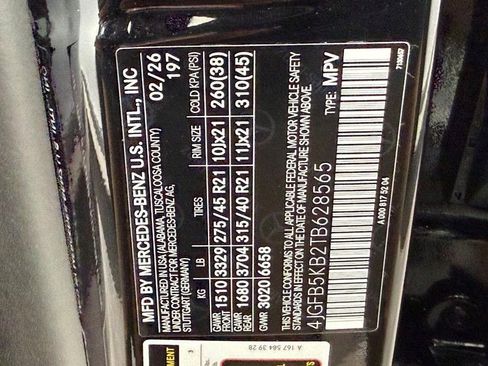 MFD BY MERCEDES-BENZ U.S. INTL., INC
MANUFACTURED IN USA(ALABAMA, TUSCALOOSA COUNTY)
MANUFACTURED FOR MERCEDES-BENZ AG,
02/26
197
KG LB TIRES RIM SIZE COLD KPA(PSI)
GAWR FRONT 1510 3329 275/45 R21 10Jx21 260(38)
GAWR REAR 1680 3704 315/40 R21 11Jx21 310(45)
GVWR 3020 6658
THIS VEHICLE CONFORMS TO ALL APPLICABLE FEDERAL MOTOR VEHICLE SAFETY
STANDARDS IN EFFECT ON THE DATE OF MANUFACTURE SHOWN ABOVE.
4JGFB5KB2TB628565 TYPE: MPV
A 000 817 52 04
A 167 584 39 28